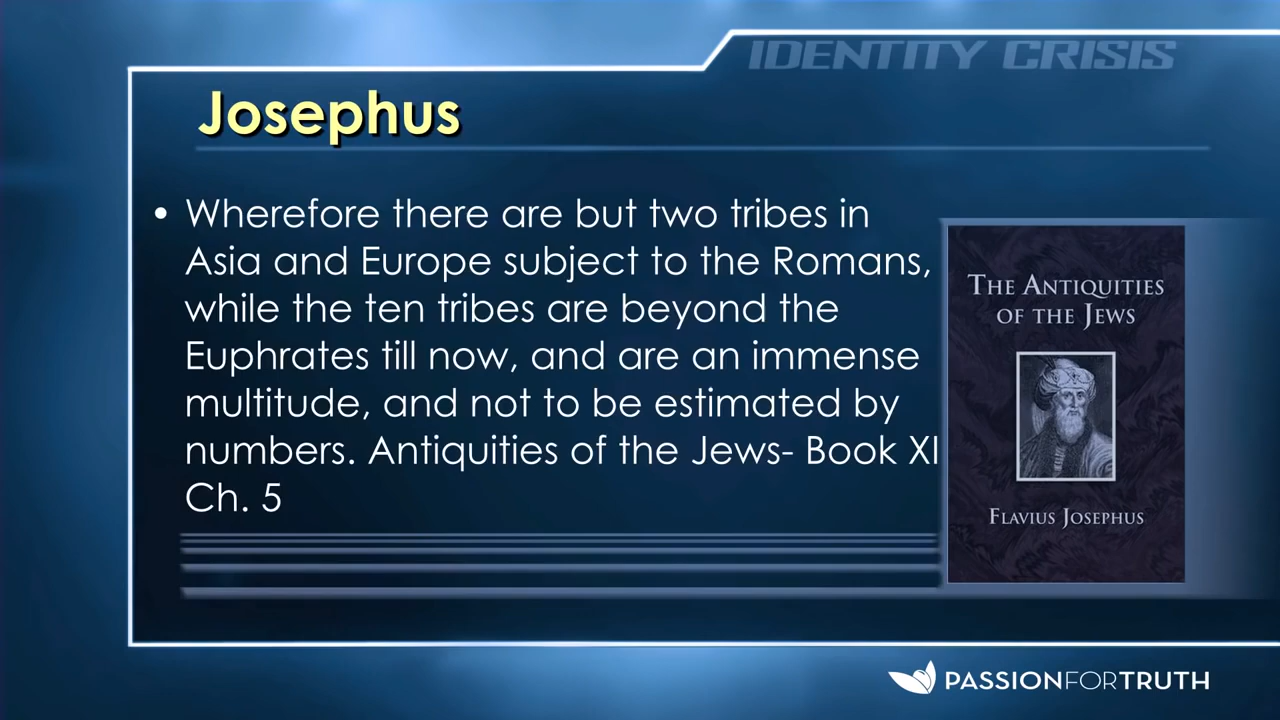 IDENTITY CRISIS
Josephus
• Wherefore there are but two tribes in
Asia and Europe subject to the Romans,
while the ten tribes are beyond the
Euphrates till now, and are an immense
multitude, and not to be estimated by
numbers. Antiquities of the Jews- Book XI
Ch. 5
THE ANTIQUITIES
OF THE JEWS
FLAVIUS JOSEPHUS
PASSIONFORTRUTH